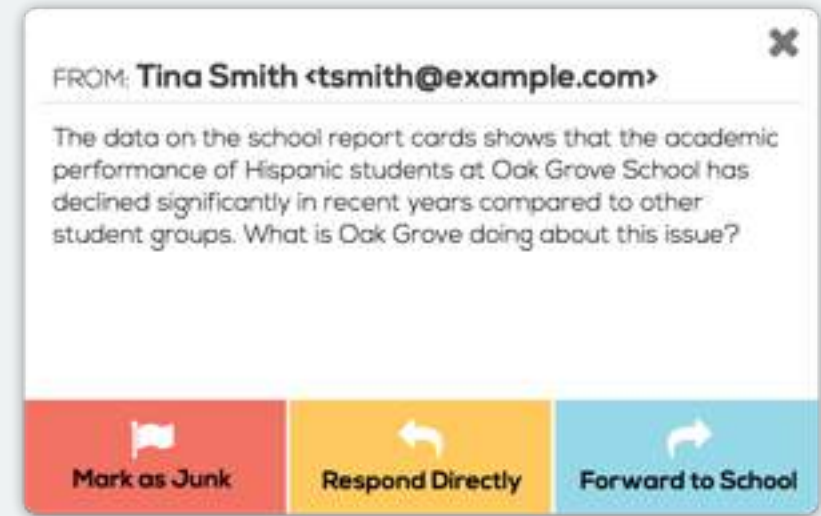 FROM: Tina Smith <tsmith@example.com>
The data on the school report cards shows that the academic
performance of Hispanic students at Oak Grove School has
declined significantly in recent years compared to other
student groups. What is Oak Grove doing about this issue?
Mark as Junk
Respond Directly
Forward to School